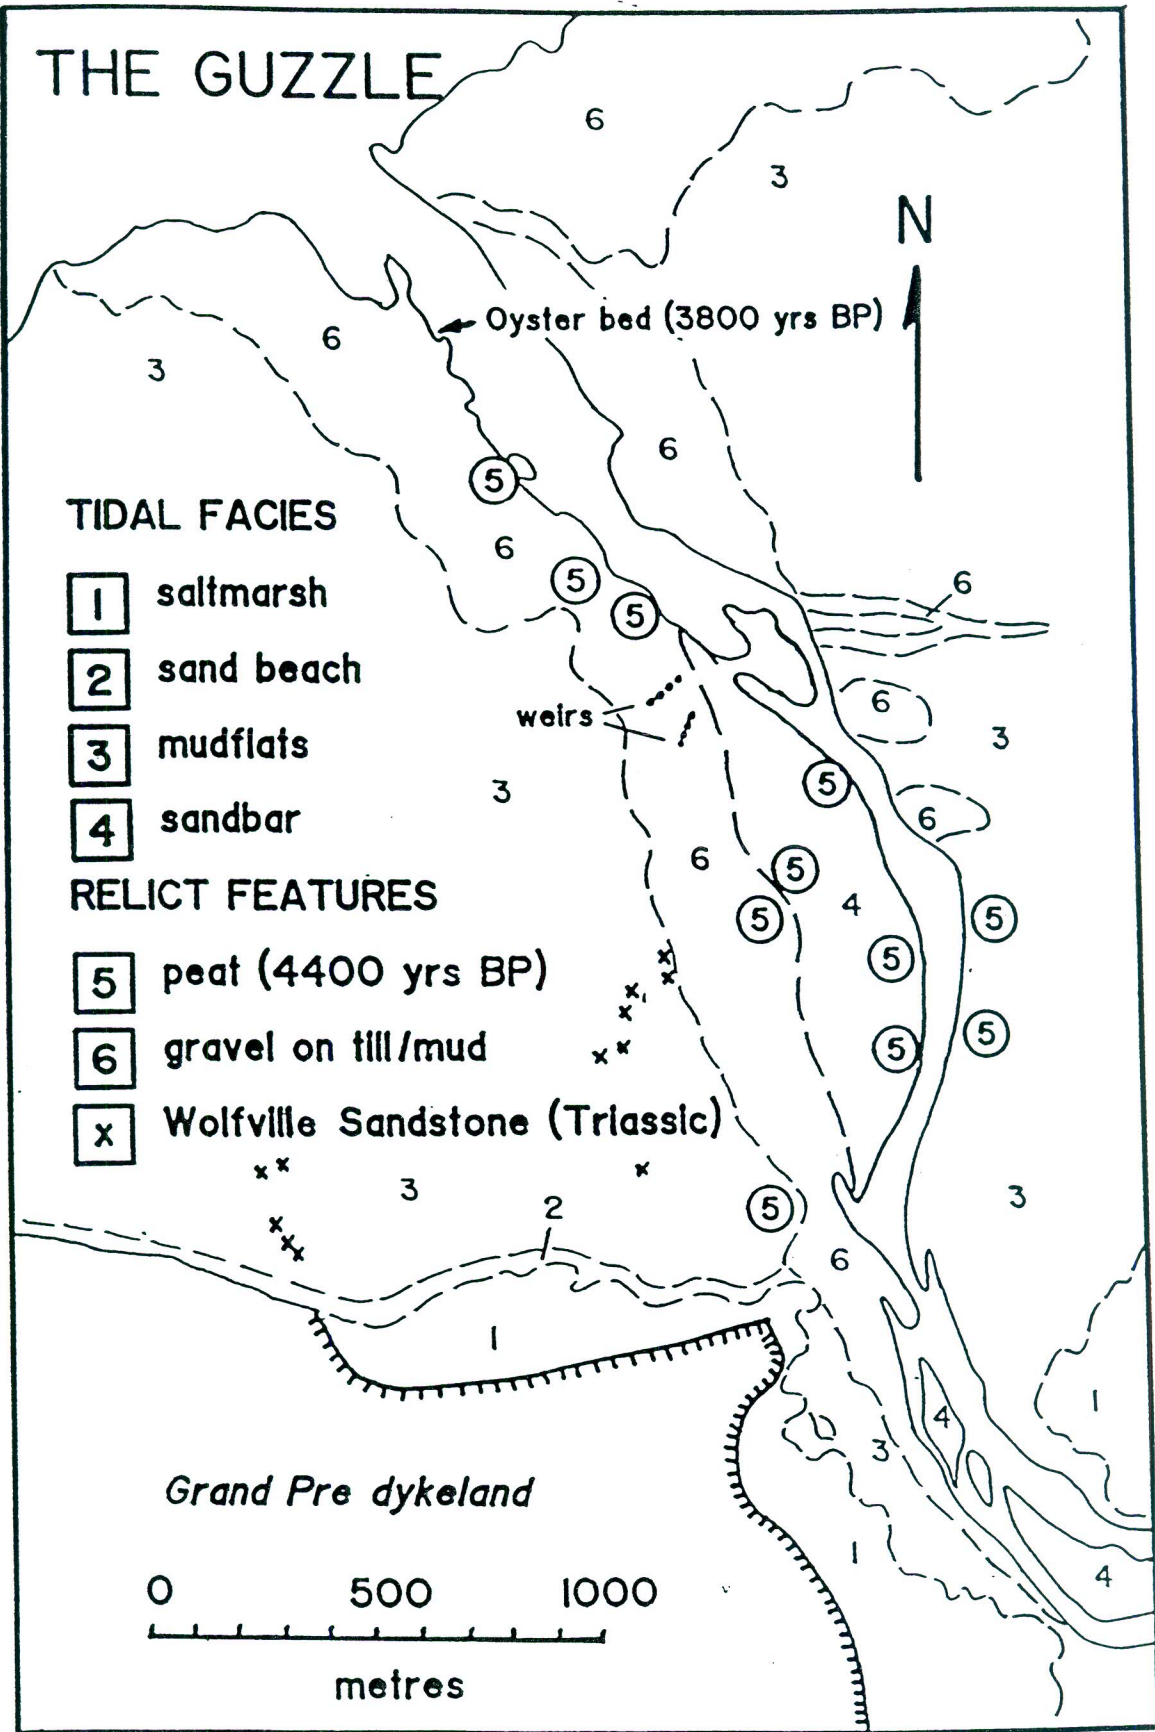 THE GUZZLE
6
3
N
Oyster bed (3800 yrs BP)
6
3
6
5
TIDAL FACIES
6
1 saltmarsh
5
6
5
2 sand beach
6
weirs
3
3 mudflats
5
3
4 sandbar
6
6
5
4
RELICT FEATURES
5
5
5
5 peat (4400 yrs BP)
5
5
6 gravel on till/mud
x Wolfville Sandstone (Triassic)
3
2
5
3
6
1
1
4
3
Grand Pre dykeland
1
4
0 500 1000
metres